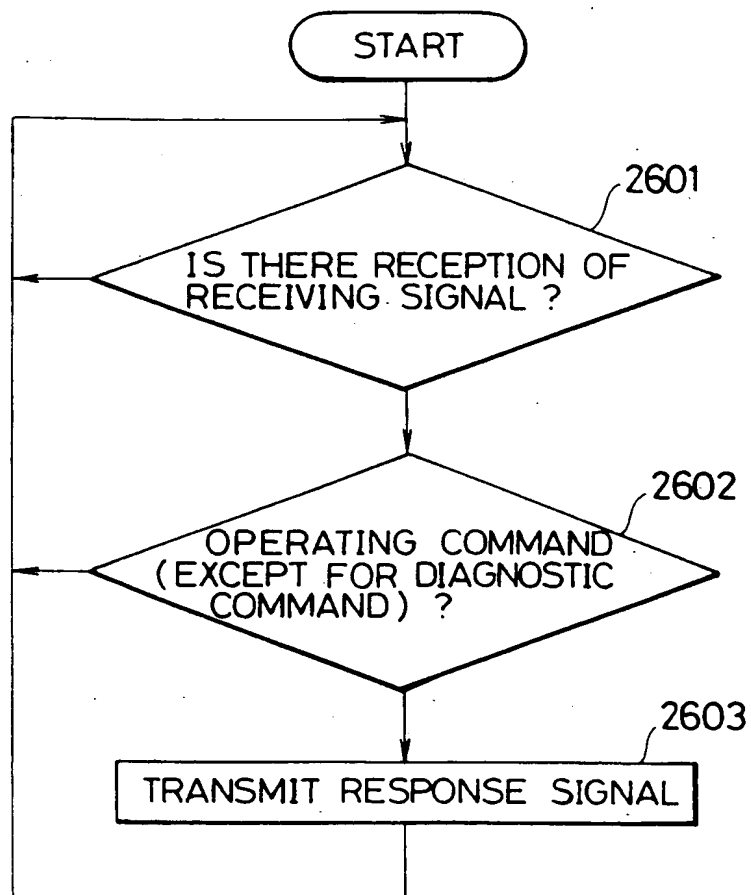 START
2601
IS THERE RECEPTION OF
RECEIVING SIGNAL ?
2602
OPERATING COMMAND
(EXCEPT FOR DIAGNOSTIC
COMMAND) ?
2603
TRANSMIT RESPONSE SIGNAL